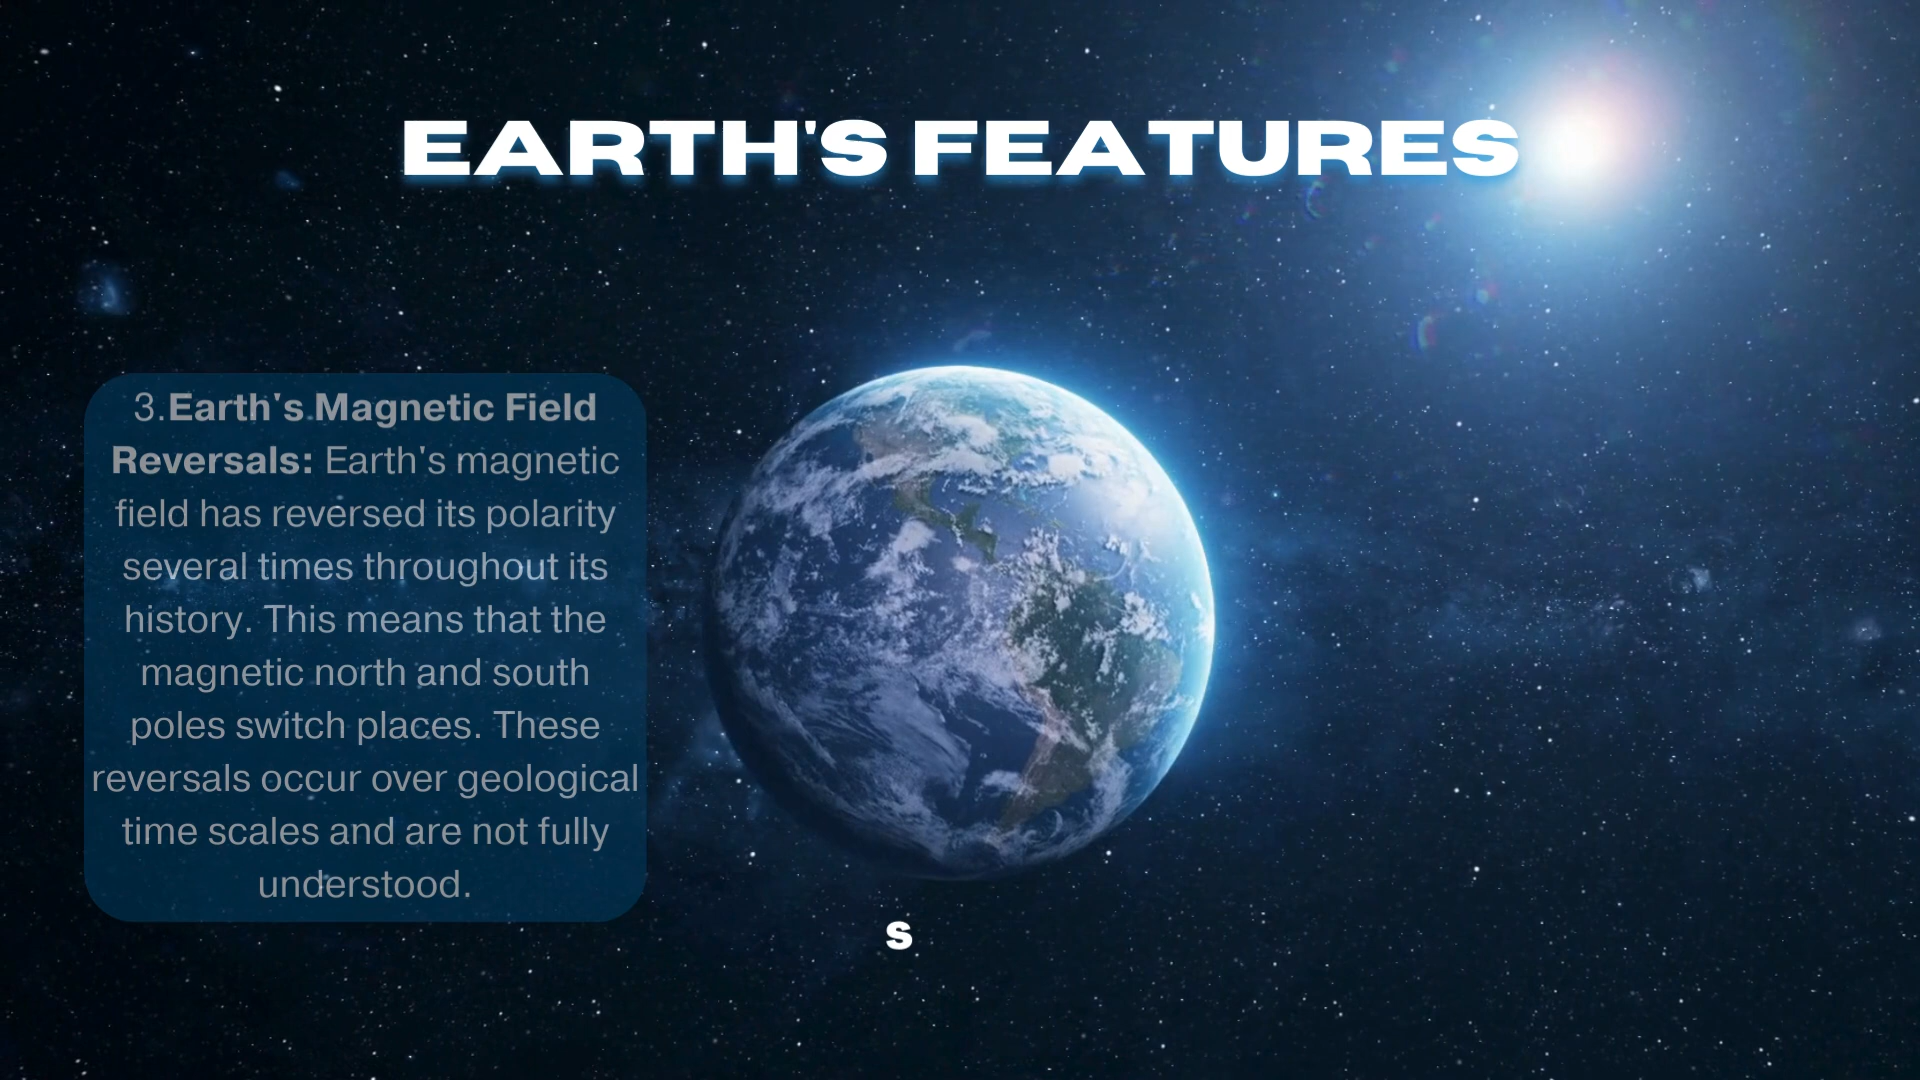 EARTH'S FEATURES
3.Earth's Magnetic Field
Reversals: Earth's magnetic
field has reversed its polarity
several times throughout its
history. This means that the
magnetic north and south
poles switch places. These
reversals occur over geological
time scales and are not fully
understood.
S